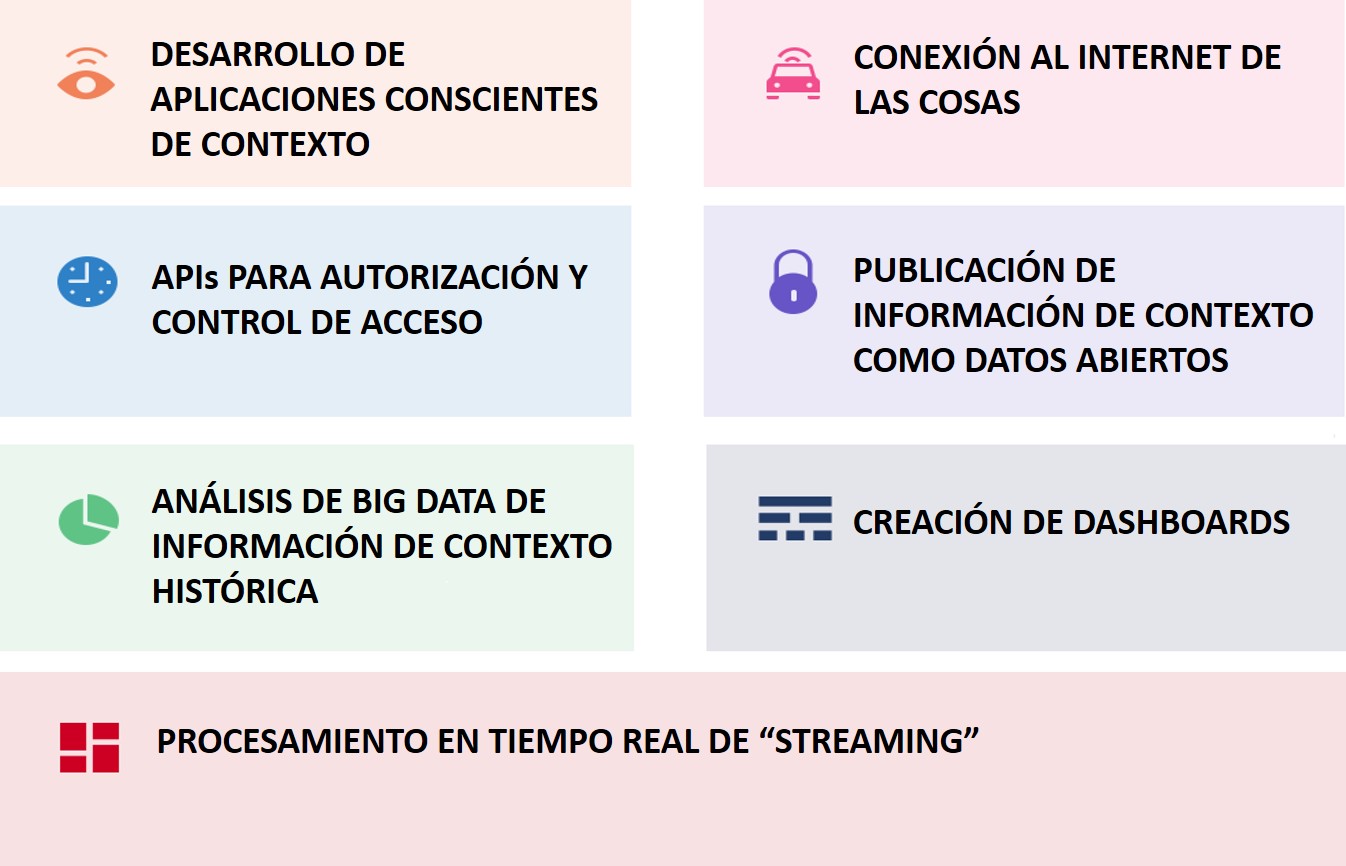 DESARROLLO DE
APLICACIONES CONSCIENTES
DE CONTEXTO
CONEXIÓN AL INTERNET DE
LAS COSAS
APIs PARA AUTORIZACIÓN Y
CONTROL DE ACCESO
PUBLICACIÓN DE
INFORMACIÓN DE CONTEXTO
COMO DATOS ABIERTOS
ANÁLISIS DE BIG DATA DE
INFORMACIÓN DE CONTEXTO
HISTÓRICA
CREACIÓN DE DASHBOARDS
PROCESAMIENTO EN TIEMPO REAL DE “STREAMING”